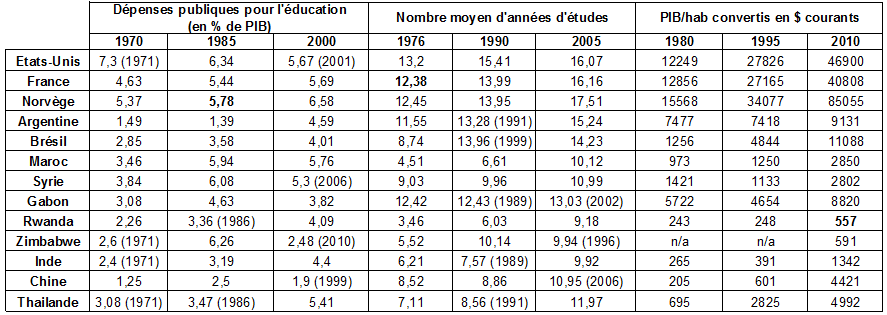 Dépenses publiques pour l'éducation (en % de PIB) Nombre moyen d'années d'études PIB/hab convertis en $ courants
1970 1985 2000 1976 1990 2005 1980 1995 2010
Etats-Unis 7,3 (1971) 6,34 5,67 (2001) 13,2 15,41 16,07 12249 27826 46900
France 4,63 5,44 5,69 12,38 13,99 16,16 12856 27165 40808
Norvège 5,37 5,78 6,58 12,45 13,95 17,51 15568 34077 85055
Argentine 1,49 1,39 4,59 11,55 13,28 (1991) 15,24 7477 7418 9131
Brésil 2,85 3,58 4,01 8,74 13,96 (1999) 14,23 1256 4844 11088
Maroc 3,46 5,94 5,76 4,51 6,61 10,12 973 1250 2850
Syrie 3,84 6,08 5,3 (2006) 9,03 9,96 10,99 1421 1133 2802
Gabon 3,08 4,63 3,82 12,42 12,43 (1989) 13,03 (2002) 5722 4654 8820
Rwanda 2,26 3,36 (1986) 4,09 3,46 6,03 9,18 243 248 557
Zimbabwe 2,6 (1971) 6,26 2,48 (2010) 5,52 10,14 9,94 (1996) n/a n/a 591
Inde 2,4 (1971) 3,19 4,4 6,21 7,57 (1989) 9,92 265 391 1342
Chine 1,25 2,5 1,9 (1999) 8,52 8,86 10,95 (2006) 205 601 4421
Thailande 3,08 (1971) 3,47 (1986) 5,41 7,11 8,56 (1991) 11,97 695 2825 4992